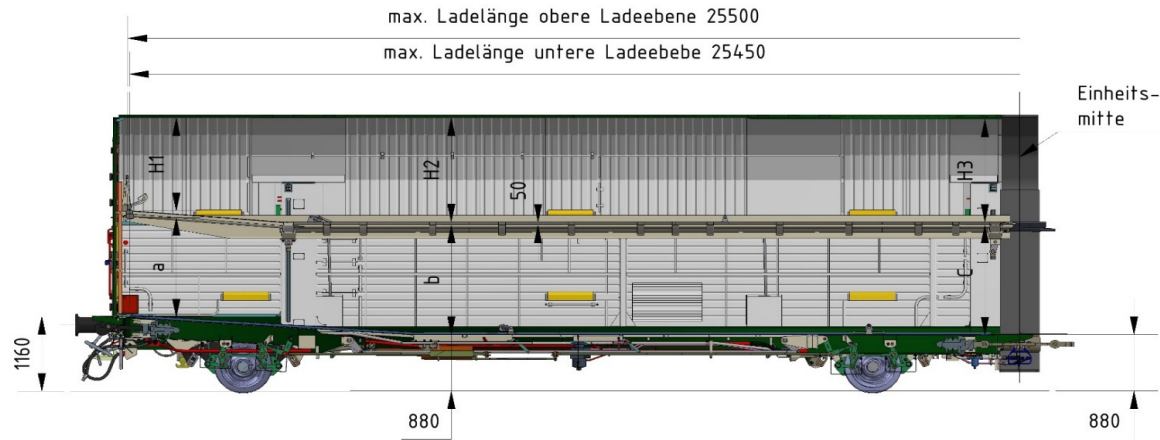 max. Ladelänge obere Ladeebene 25500
max. Ladelänge untere Ladeebebe 25450
Einheits-
mitte
H1
H2
50
H3
a
b
C
1160
880
880